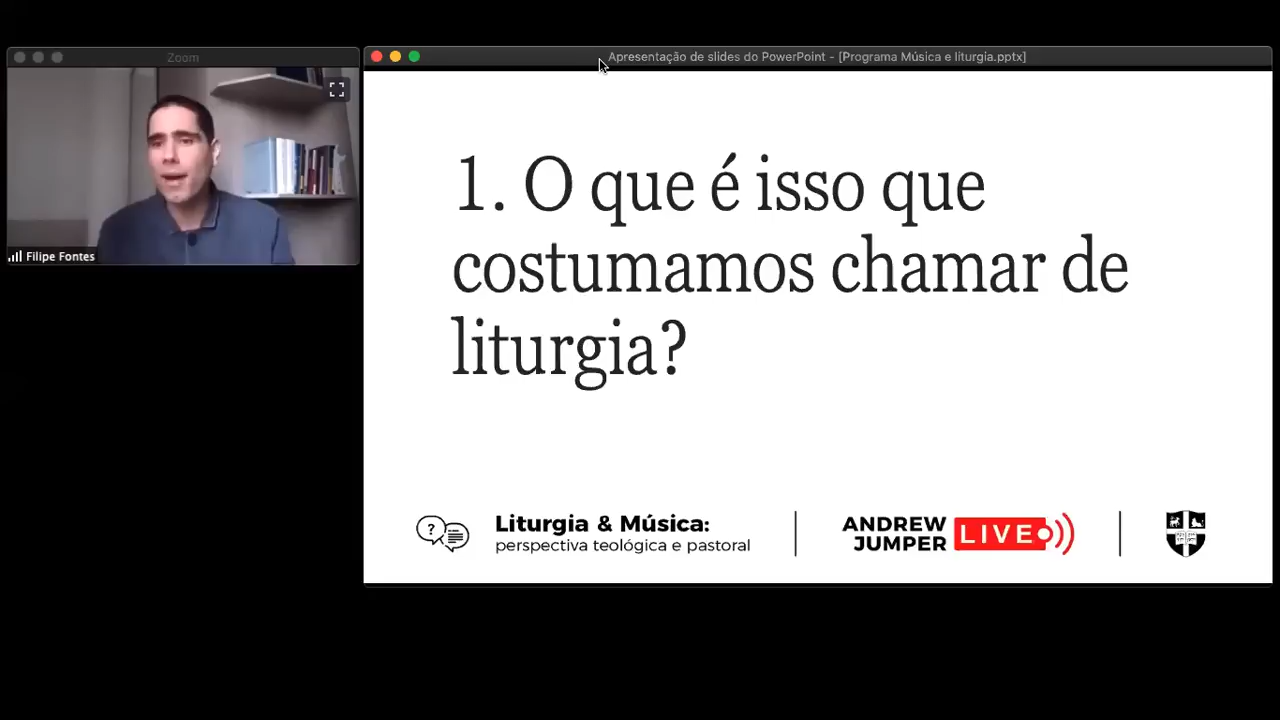 Zoom
Filipe Fontes
Apresentação de slides do PowerPoint - [Programa Música e liturgia.pptx]
1. O que é isso que
costumamos chamar de
liturgia?
?
Liturgia & Música:
perspectiva teológica e pastoral
ANDREW
JUMPER
LIVE